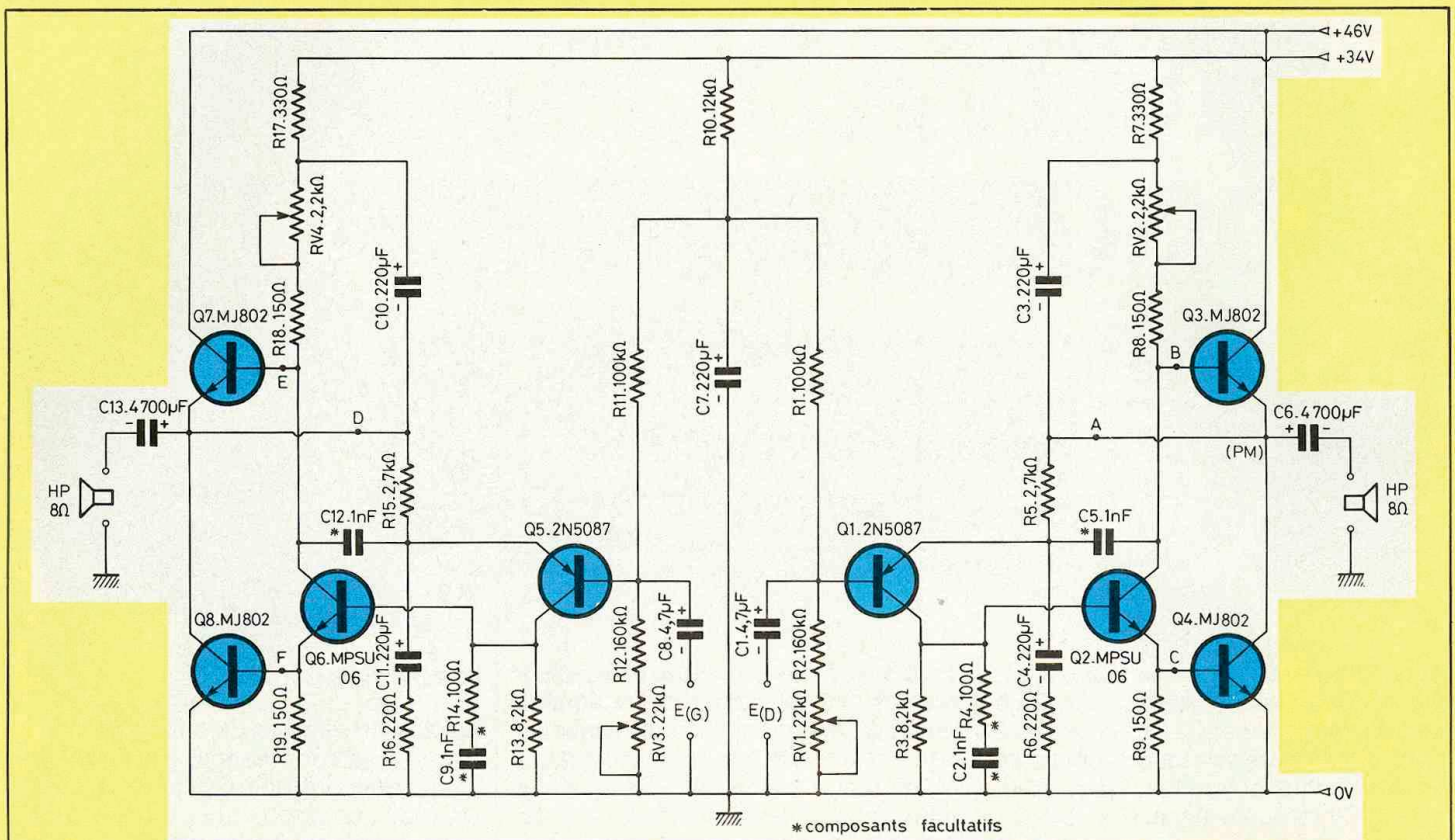 +46V
+34V
R17.330Ω
R10.12kΩ
R7.330Ω
RV4.2,2kΩ
RV2.2,2kΩ
C10.220µF
+
-
C3.220µF
+
-
R18.150Ω
R8.150Ω
Q7.MJ802
Q3.MJ802
E
B
R11.100kΩ
C7.220µF
+
-
R1.100kΩ
C13.4700µF
- +
C6.4700µF
+ -
D
A
(PM)
HP
8Ω
HP
8Ω
R15.2,7kΩ
R5.2,7kΩ
C12.1nF
*
C5.1nF
*
Q5.2N5087
Q1.2N5087
Q8.MJ802
Q4.MJ802
F
C
Q6.MPSU
06
Q2.MPSU
06
C11.220µF
+
-
C4.220µF
+
-
R12.160kΩ
C8.4,7µF
+
-
C1.4,7µF
+
-
R2.160kΩ
R19.150Ω
R16.220Ω
R14.100Ω
*
C9.1nF
*
R13.8,2kΩ
RV3.22kΩ
E(G)
E(D)
RV1.22kΩ
R3.8,2kΩ
R4.100Ω
*
C2.1nF
*
R6.220Ω
R9.150Ω
0V
*composants facultatifs